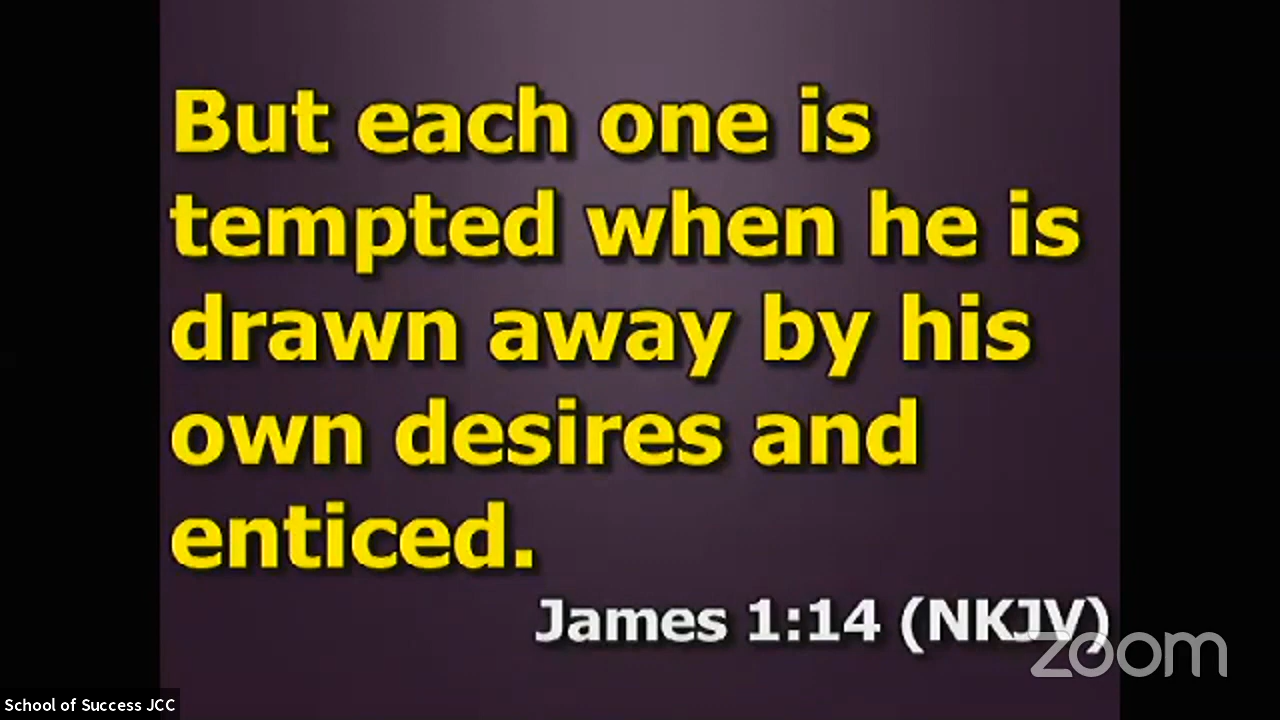 But each one is
tempted when he is
drawn away by his
own desires and
enticed.
James 1:14 (NKJV)
zoom
School of Success JCC